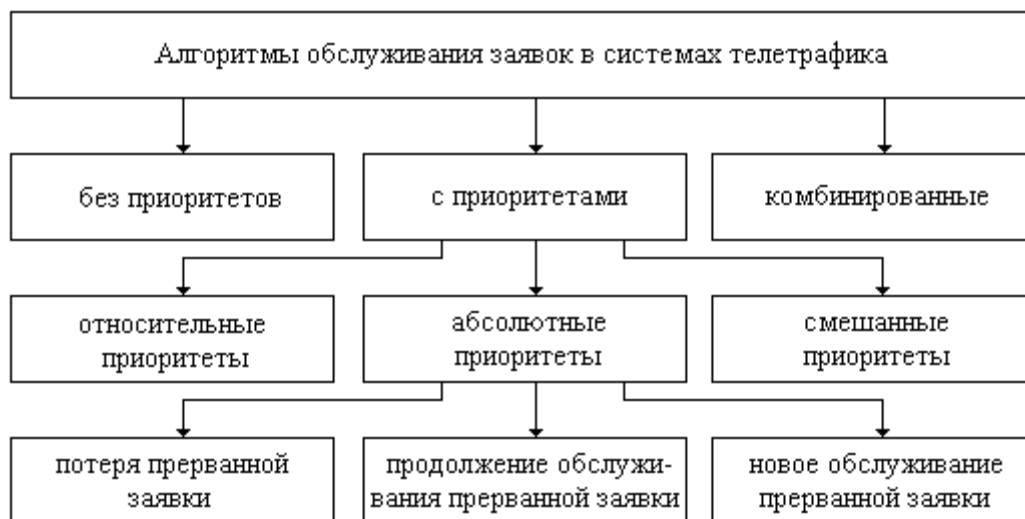 Алгоритмы обслуживания заявок в системах телетрафика
без приоритетов
с приоритетами
комбинированные
относительные
приоритеты
абсолютные
приоритеты
смешанные
приоритеты
потеря прерванной
заявки
продолжение обслужи-
вания прерванной заявки
новое обслуживание
прерванной заявки